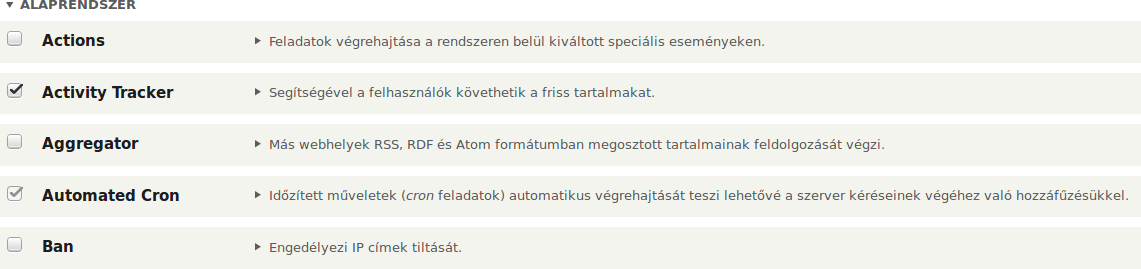 ALAPRENDSZER
Actions Feladatok végrehajtása a rendszeren belül kiváltott speciális eseményeken.
Activity Tracker Segítségével a felhasználók követhetik a friss tartalmakat.
Aggregator Más webhelyek RSS, RDF és Atom formátumban megosztott tartalmainak feldolgozását végzi.
Automated Cron Időzített műveletek (cron feladatok) automatikus végrehajtását teszi lehetővé a szerver kéréseinek végéhez való hozzáfűzésükkel.
Ban Engedélyezi IP címek tiltását.